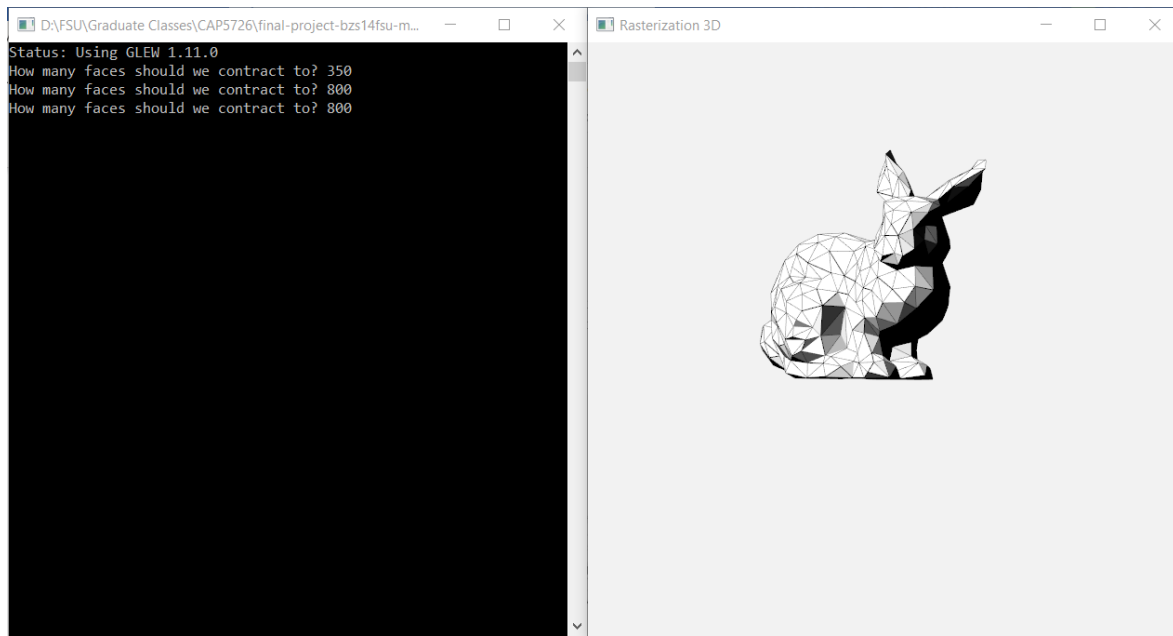 D:\FSU\Graduate Classes\CAP5726\final-project-bzs14fsu-m...
Status: Using GLEW 1.11.0
How many faces should we contract to? 350
How many faces should we contract to? 800
How many faces should we contract to? 800
Rasterization 3D